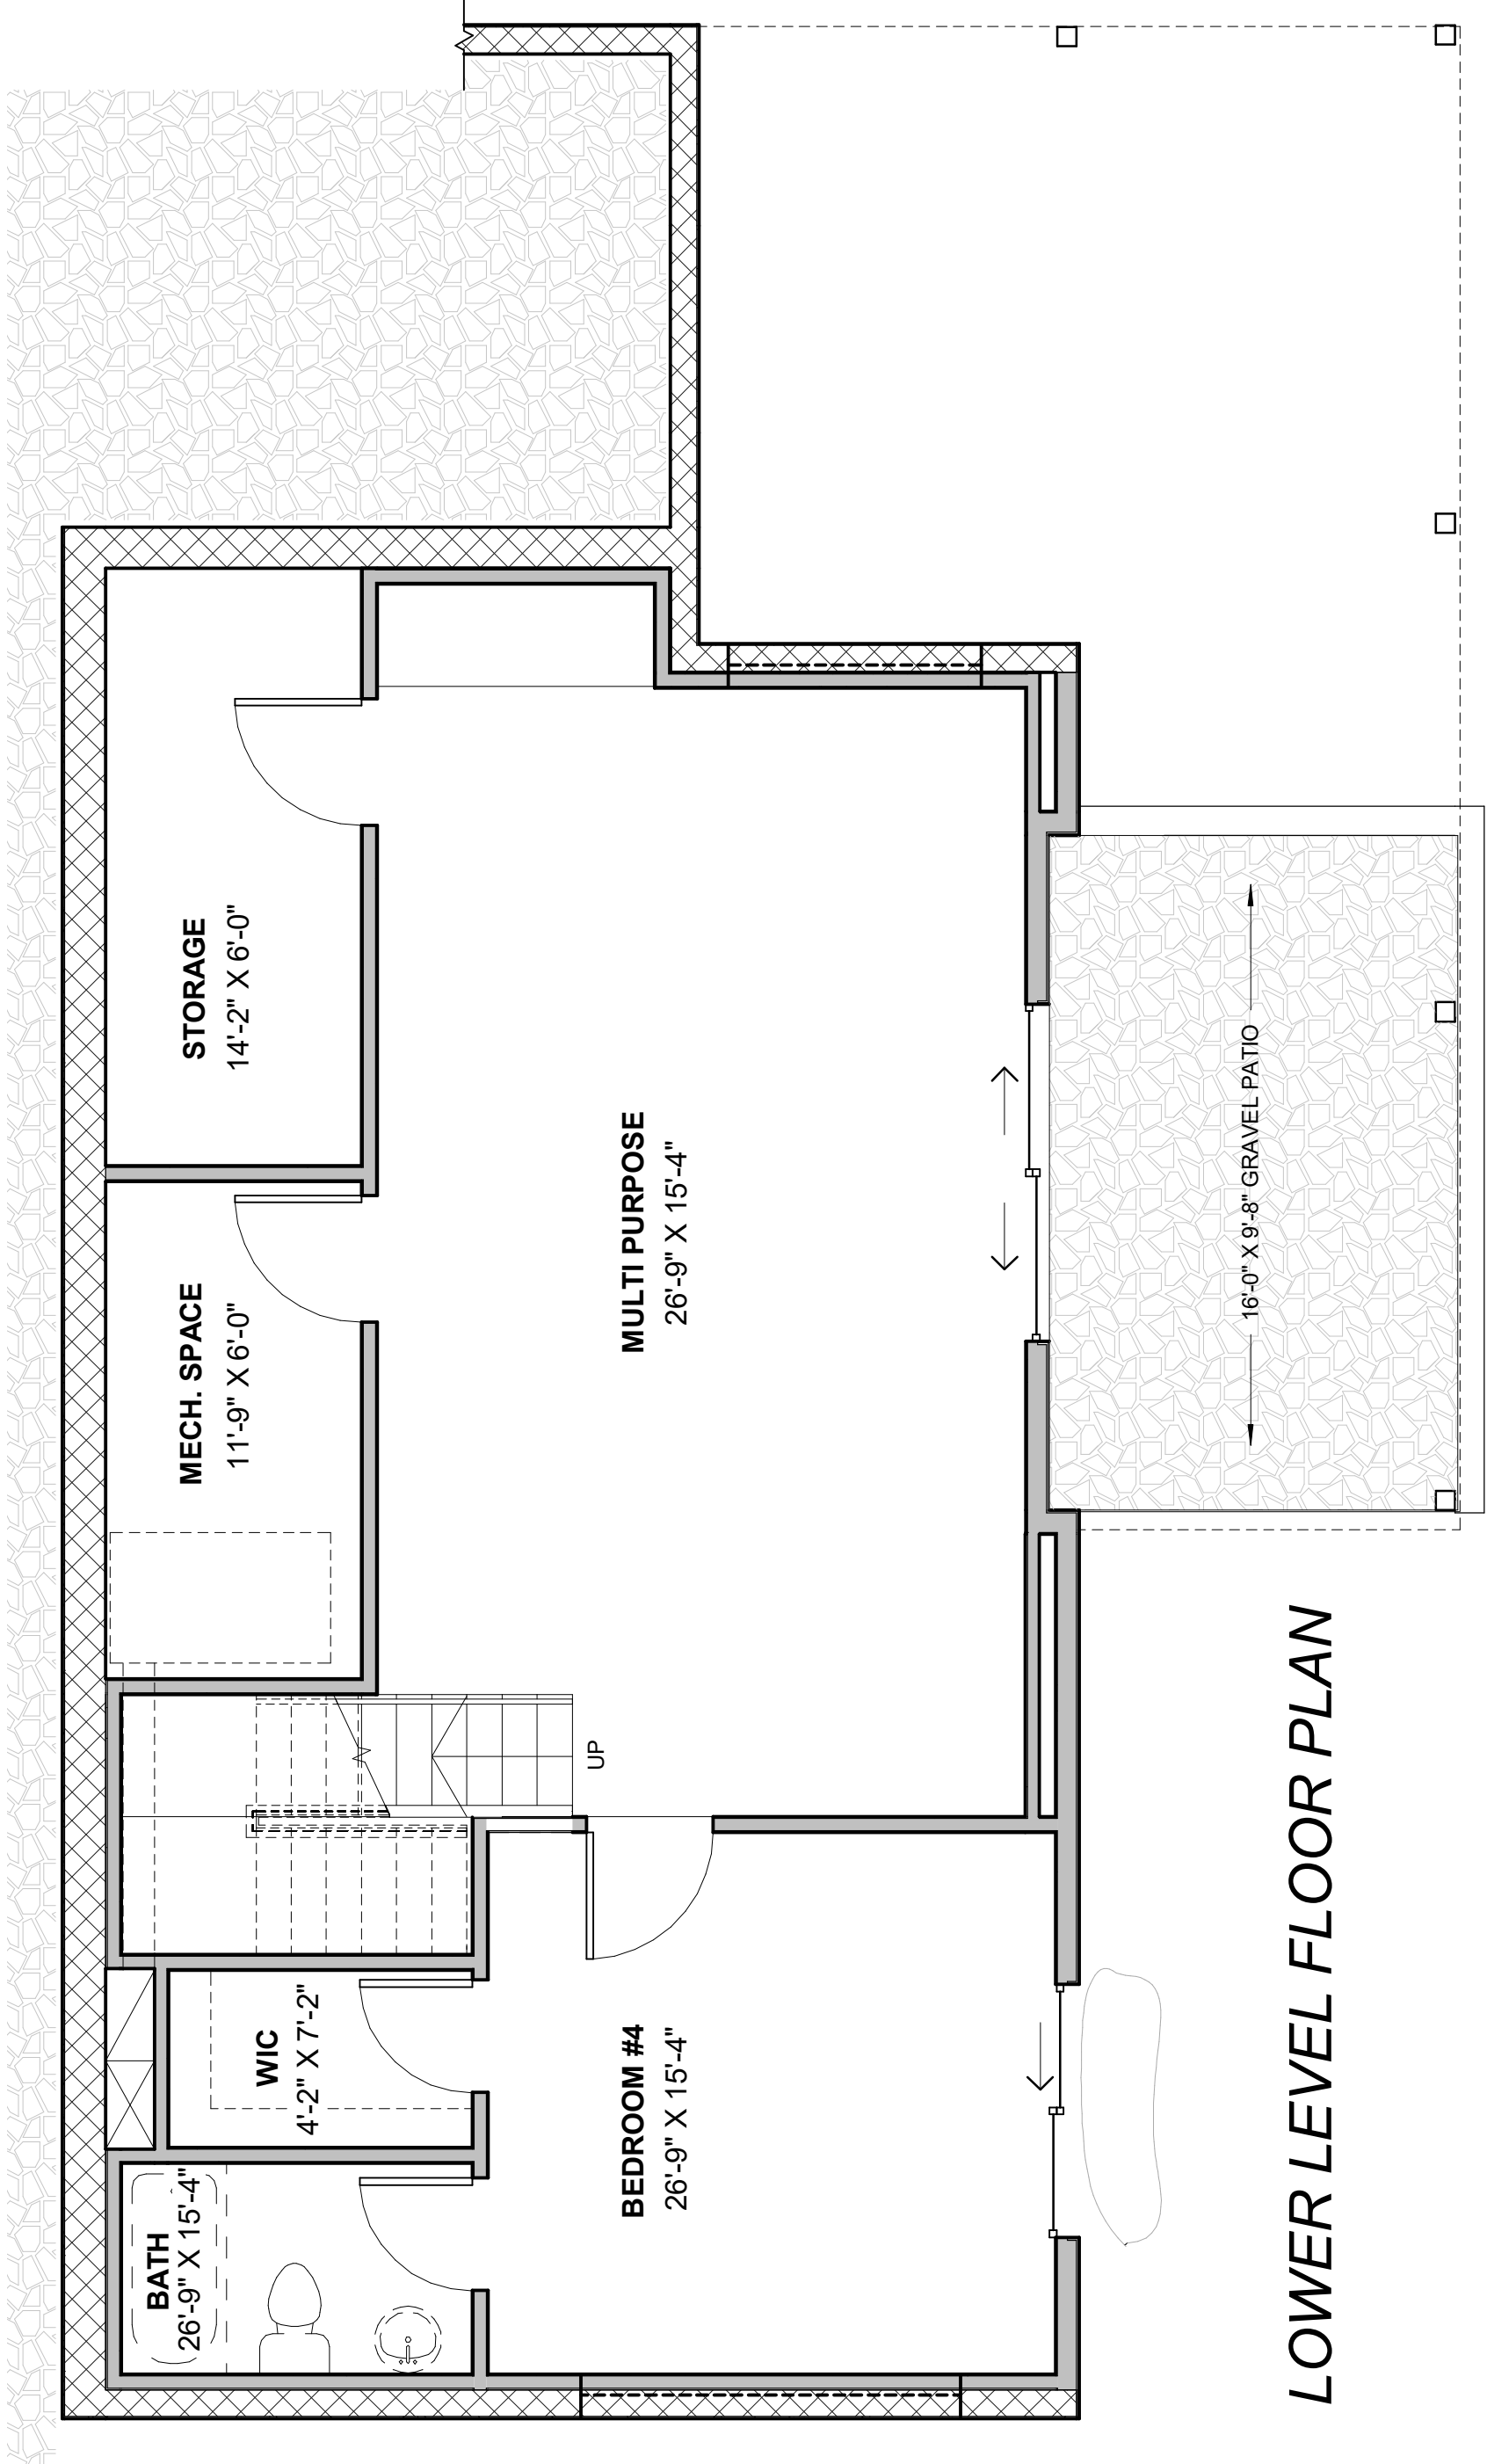 BATH
26'-9" X 15'-4"
WIC
4'-2" X 7'-2"
MECH. SPACE
11'-9" X 6'-0"
STORAGE
14'-2" X 6'-0"
UP
BEDROOM #4
26'-9" X 15'-4"
MULTI PURPOSE
26'-9" X 15'-4"
16'-0" X 9'-8" GRAVEL PATIO
LOWER LEVEL FLOOR PLAN